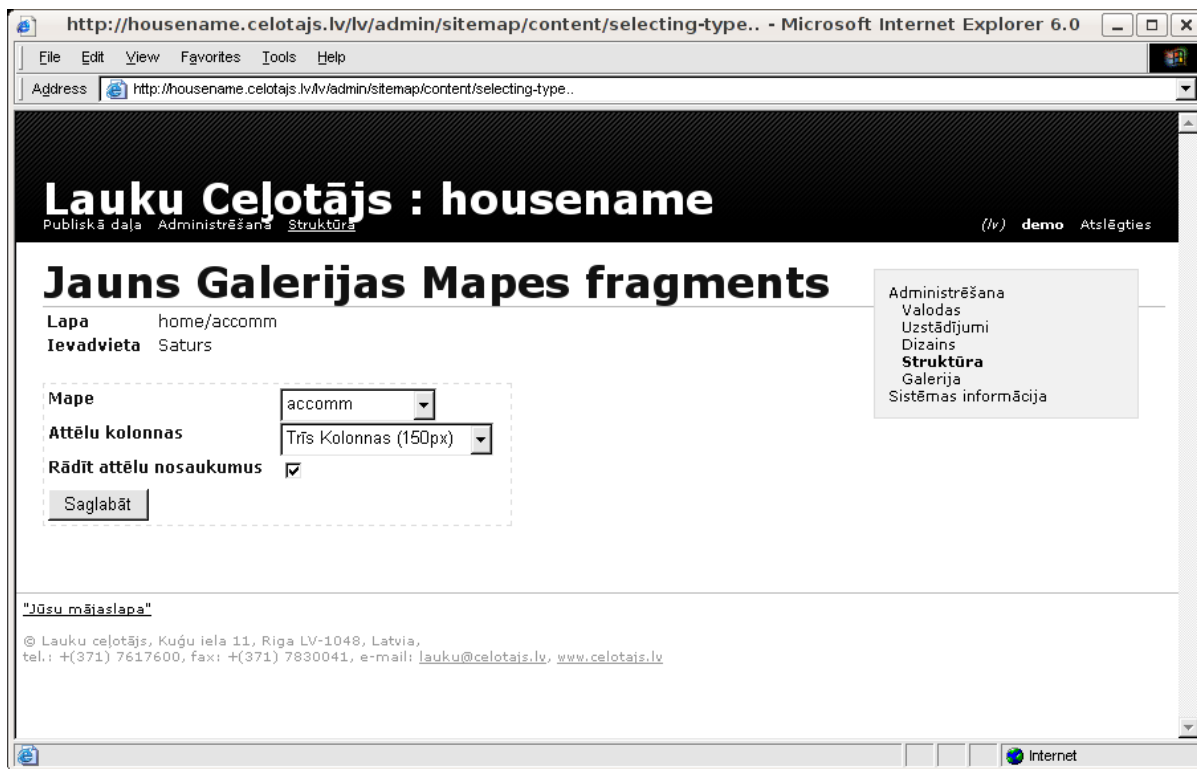 http://housename.celotajs.lv/lv/admin/sitemap/content/selecting-type.. - Microsoft Internet Explorer 6.0
File Edit View Favorites Tools Help
Address http://housename.celotajs.lv/lv/admin/sitemap/content/selecting-type..
Lauku Ceļotājs : housename
Publiskā daļa Administrēšana Struktūra (lv) demo Atslēgties
Jauns Galerijas Mapes fragments
Lapa home/accomm
Ievadvieta Saturs
Mape accomm
Attēlu kolonnas Trīs Kolonnas (150px)
Rādīt attēlu nosaukumus
Saglabāt
Administrēšana
Valodas
Uzstādījumi
Dizains
Struktūra
Galerija
Sistēmas informācija
"Jūsu mājaslapa"
© Lauku ceļotājs, Kuģu iela 11, Riga LV-1048, Latvia,
tel.: +(371) 7617600, fax: +(371) 7830041, e-mail: lauku@celotajs.lv, www.celotajs.lv
Internet